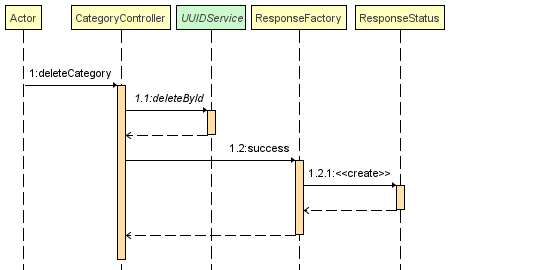 Actor
CategoryController
UUIDService
ResponseFactory
ResponseStatus
1:deleteCategory
1.1:deleteById
1.2:success
1.2.1:<<create>>